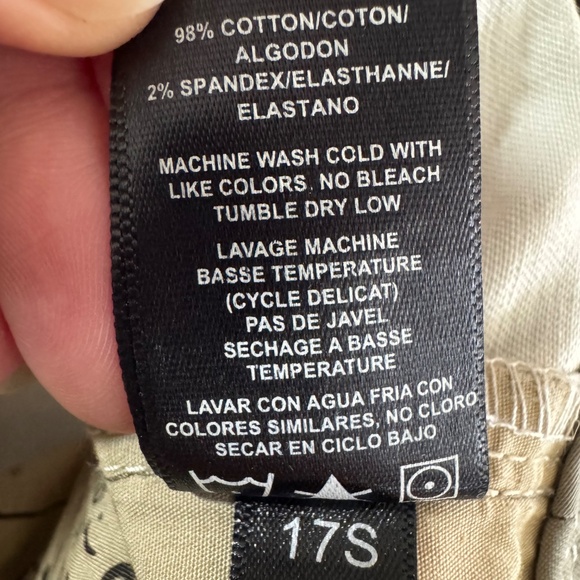 98% COTTON/COTON/
ALGODON
2% SPANDEX/ELASTHANNE/
ELASTANO
MACHINE WASH COLD WITH
LIKE COLORS, NO BLEACH
TUMBLE DRY LOW
LAVAGE MACHINE
BASSE TEMPERATURE
(CYCLE DELICAT)
PAS DE JAVEL
SECHAGE A BASSE
TEMPERATURE
LAVAR CON AGUA FRIA CON
COLORES SIMILARES, NO CLORO
SECAR EN CICLO BAJO
17S